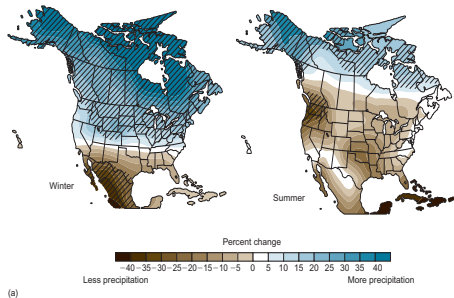 Winter
Summer
Percent change
−40 −35 −30 −25 −20 −15 −10 −5 0 5 10 15 20 25 30 35 40
Less precipitation More precipitation
(a)